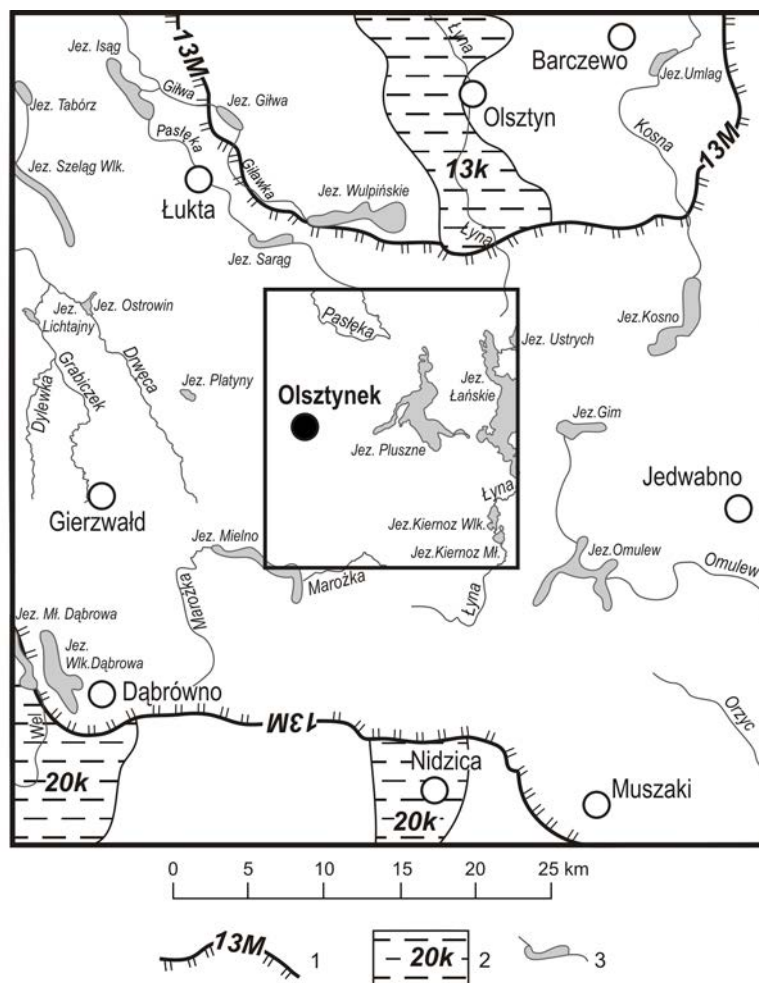 Jez. Isąg
13M
Łyna
Barczewo
Jez.Umlag
Giłwa
Jez. Giłwa
Olsztyn
Jez. Tabórz
Pasłęka
Kosna
13M
Jez. Szeląg Wlk.
Giławka
13k
Łukta
Jez. Wulpińskie
Łyna
Jez. Sarąg
Jez. Ostrowin
Jez.
Lichtajny
Pasłęka
Jez.Kosno
Jez. Ustrych
Drwęca
Grabiczek
Dylewka
Jez. Platyny
Olsztynek
Jez.
Łańskie
Jez.Gim
Jez. Pluszne
Jedwabno
Łyna
Gierzwałd
Jez.Kiernoz Wlk.
Jez. Mielno
Jez.Kiernoz Mł.
Jez.Omulew
Omulew
Marożka
Marożka
Łyna
Jez. Mł. Dąbrowa
Jez.
Wlk.Dąbrowa
Dąbrówno
Orzyc
13M
Wel
Nidzica
20k
20k
Muszaki
0 5 10 15 20 25 km
13M 1 20k 2 3